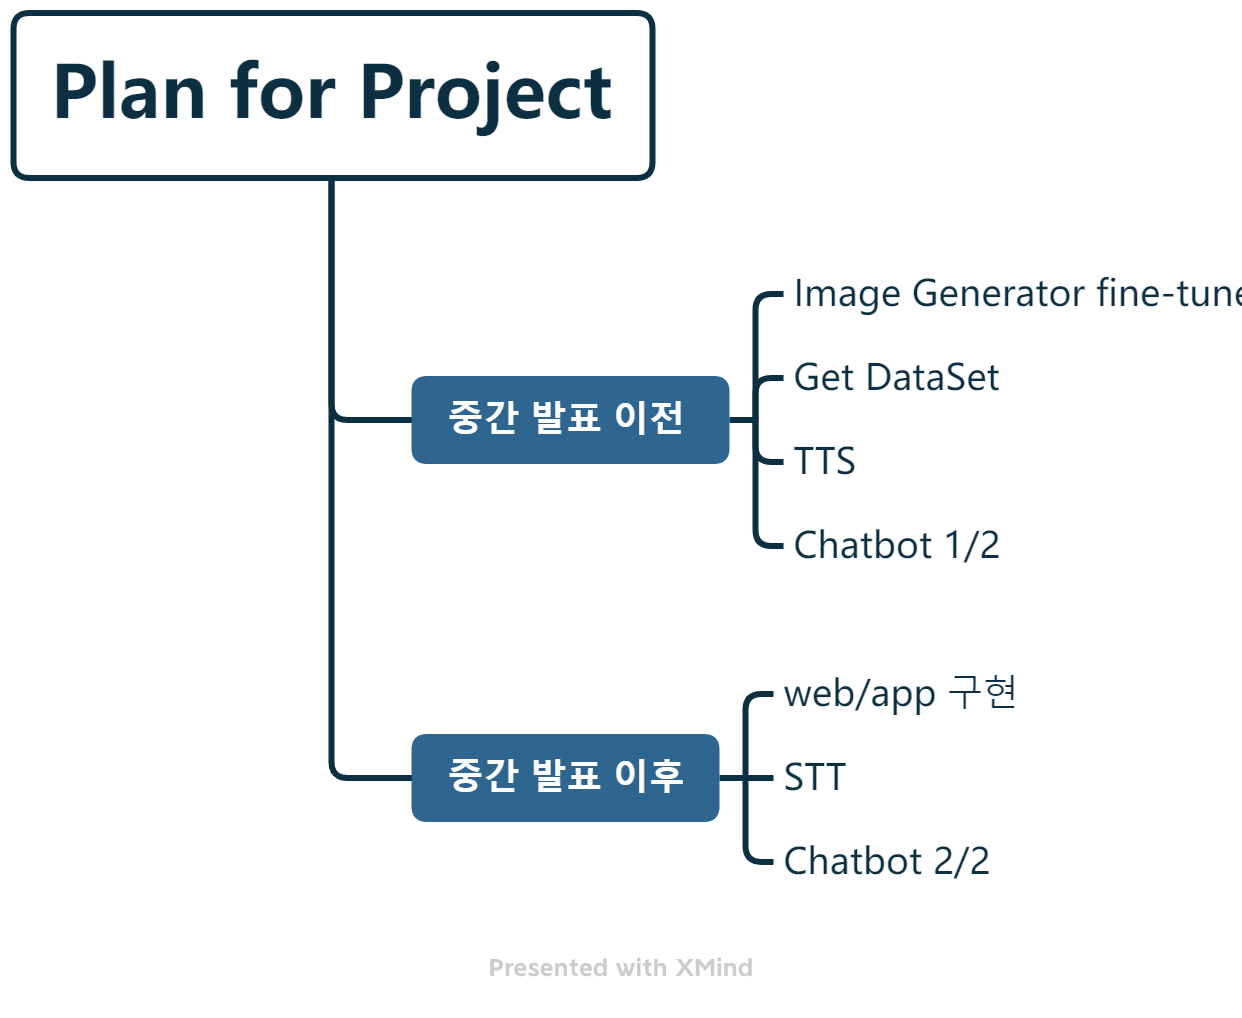 Plan for Project
Image Generator fine-tune
Get DataSet
중간 발표 이전
TTS
Chatbot 1/2
web/app 구현
중간 발표 이후
STT
Chatbot 2/2
Presented with XMind